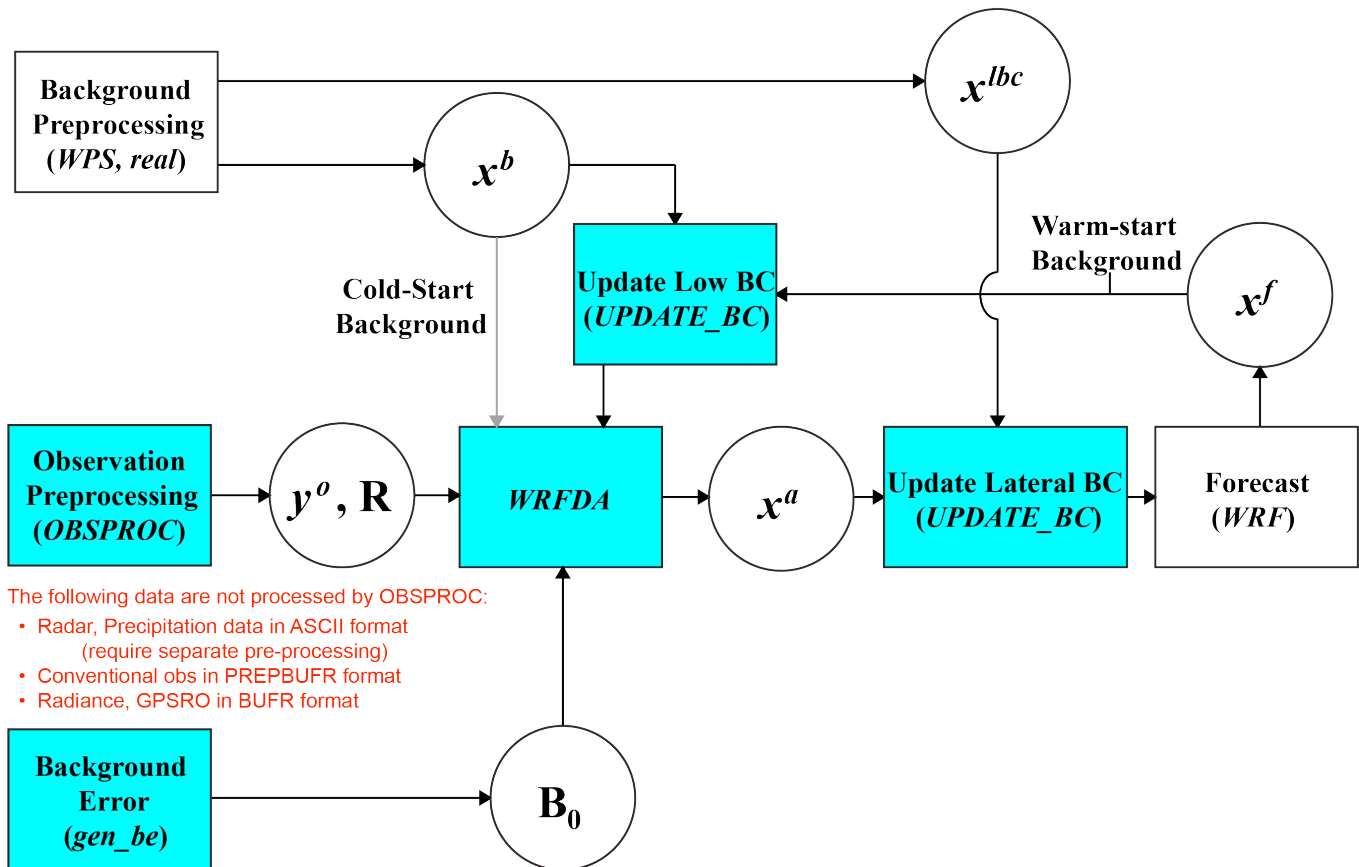 Background
Preprocessing
(WPS, real)
x^b
x^lbc
Cold-Start
Background
Update Low BC
(UPDATE_BC)
Warm-start
Background
x^f
Observation
Preprocessing
(OBSPROC)
y^o, R
WRFDA
x^a
Update Lateral BC
(UPDATE_BC)
Forecast
(WRF)
The following data are not processed by OBSPROC:
• Radar, Precipitation data in ASCII format
(require separate pre-processing)
• Conventional obs in PREPBUFR format
• Radiance, GPSRO in BUFR format
Background
Error
(gen_be)
B_0